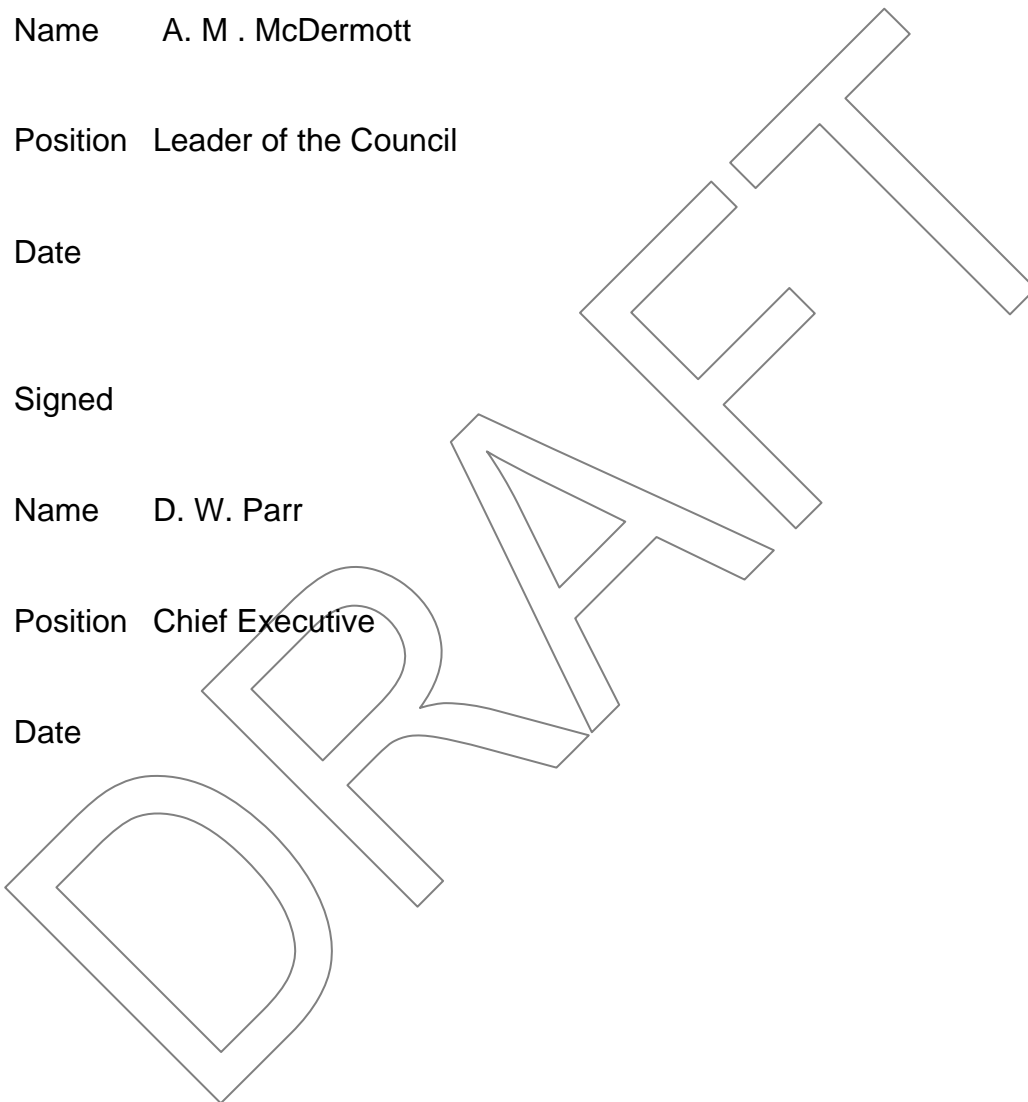 Name A. M . McDermott
Position Leader of the Council
Date
Signed
Name D. W. Parr
Position Chief Executive
Date
DRAFT